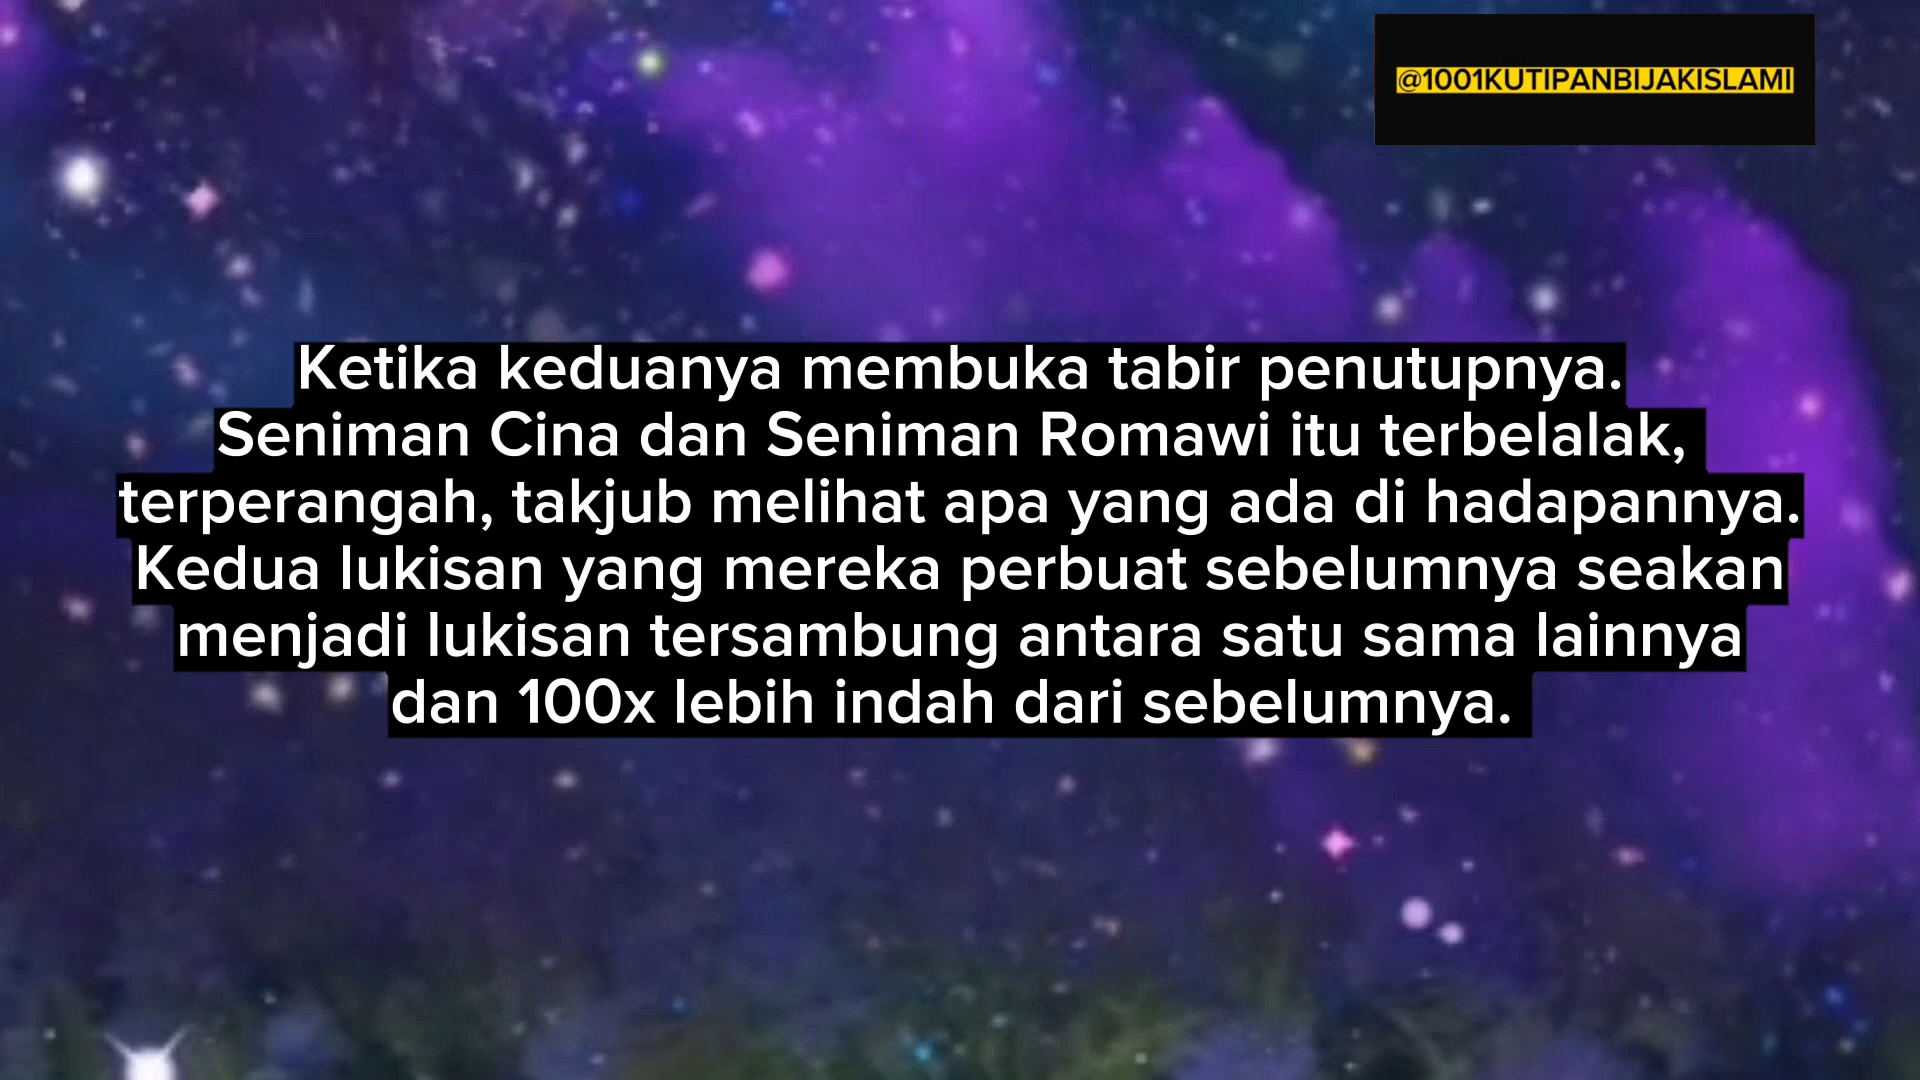 @1001KUTIPANBIJAKISLAMI
Ketika keduanya membuka tabir penutupnya.
Seniman Cina dan Seniman Romawi itu terbelalak,
terperangah, takjub melihat apa yang ada di hadapannya.
Kedua lukisan yang mereka perbuat sebelumnya seakan
menjadi lukisan tersambung antara satu sama lainnya
dan 100x lebih indah dari sebelumnya.